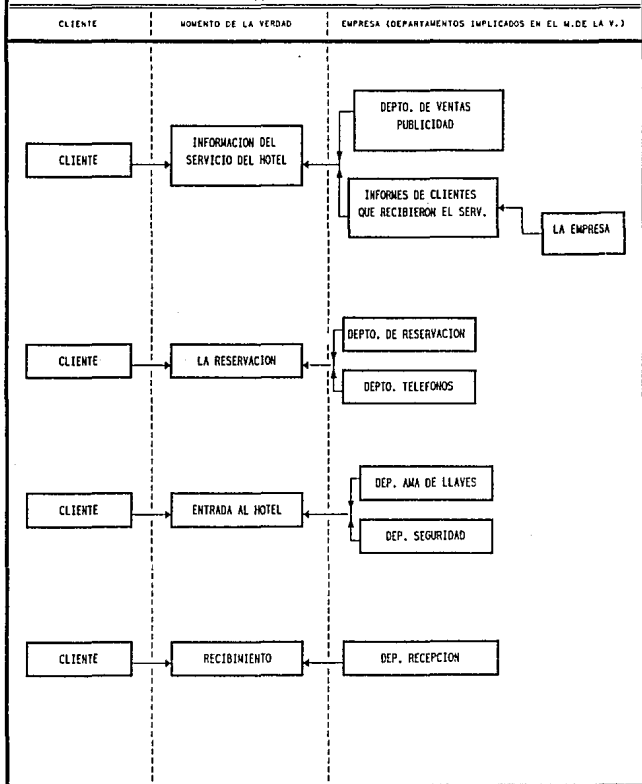 CLIENTE
MOMENTO DE LA VERDAD
EMPRESA (DEPARTAMENTOS IMPLICADOS EN EL M.DE LA V.)
CLIENTE
INFORMACION DEL
SERVICIO DEL HOTEL
DEPTO. DE VENTAS
PUBLICIDAD
INFORMES DE CLIENTES
QUE RECIBIERON EL SERV.
LA EMPRESA
CLIENTE
LA RESERVACION
DEPTO. DE RESERVACION
DEPTO. TELEFONOS
CLIENTE
ENTRADA AL HOTEL
DEP. AMA DE LLAVES
DEP. SEGURIDAD
CLIENTE
RECIBIMIENTO
DEP. RECEPCION